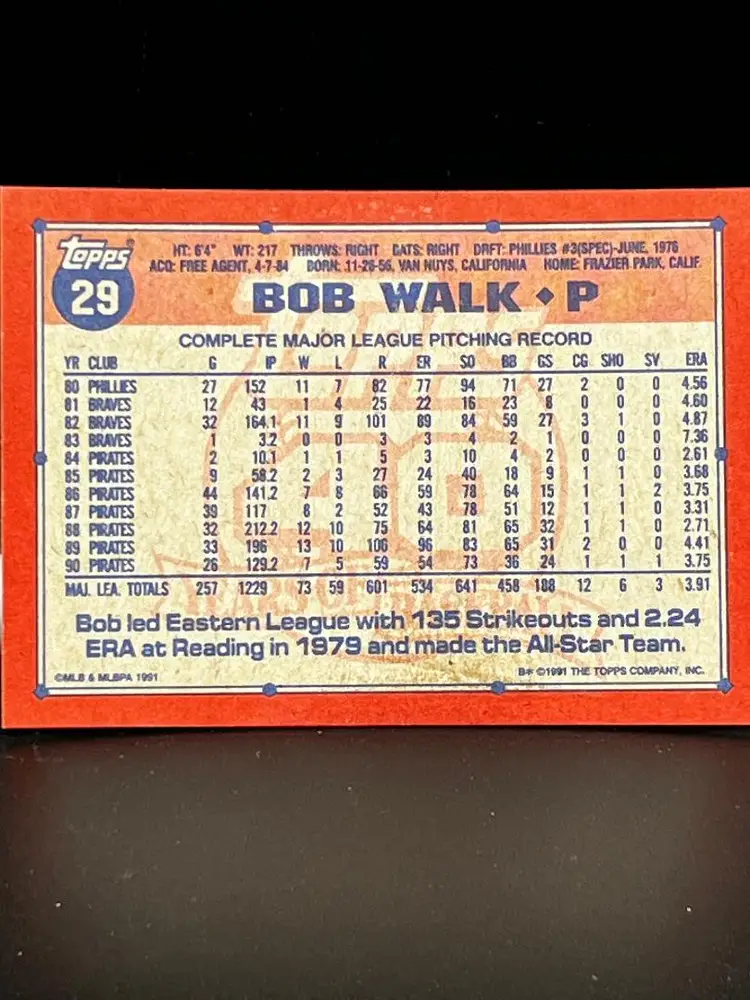 Topps®
29
HT: 6'4" WT: 217 THROWS: RIGHT BATS: RIGHT DRFT: PHILLIES #3(SPEC)-JUNE, 1976
ACQ: FREE AGENT, 4-7-84 BORN: 11-26-56, VAN NUYS, CALIFORNIA HOME: FRAZIER PARK, CALIF.
BOB WALK ♦ P
COMPLETE MAJOR LEAGUE PITCHING RECORD
YR CLUB G IP W L R ER SO BB GS CG SHO SV ERA
80 PHILLIES 27 152 11 7 82 77 94 71 27 2 0 0 4.56
81 BRAVES 12 43 1 4 25 22 16 23 8 0 0 0 4.60
82 BRAVES 32 164.1 11 9 101 89 84 59 27 3 1 0 4.87
83 BRAVES 1 3.2 0 0 3 3 4 2 1 0 0 0 7.36
84 PIRATES 2 10.1 1 1 5 3 10 4 2 0 0 0 2.61
85 PIRATES 9 58.2 2 3 27 24 40 18 9 1 1 0 3.68
86 PIRATES 44 141.2 7 8 66 59 78 64 15 1 1 2 3.75
87 PIRATES 39 117 8 2 52 43 78 51 12 1 1 0 3.31
88 PIRATES 32 212.2 12 10 75 64 81 65 32 1 1 0 2.71
89 PIRATES 33 196 13 10 106 96 83 65 31 2 0 0 4.41
90 PIRATES 26 129.2 7 5 59 54 73 36 24 1 1 1 3.75
MAJ. LEA. TOTALS 257 1229 73 59 601 534 641 458 188 12 6 3 3.91
Bob led Eastern League with 135 Strikeouts and 2.24
ERA at Reading in 1979 and made the All-Star Team.
©MLB & MLBPA 1991 B* ©1991 THE TOPPS COMPANY, INC.